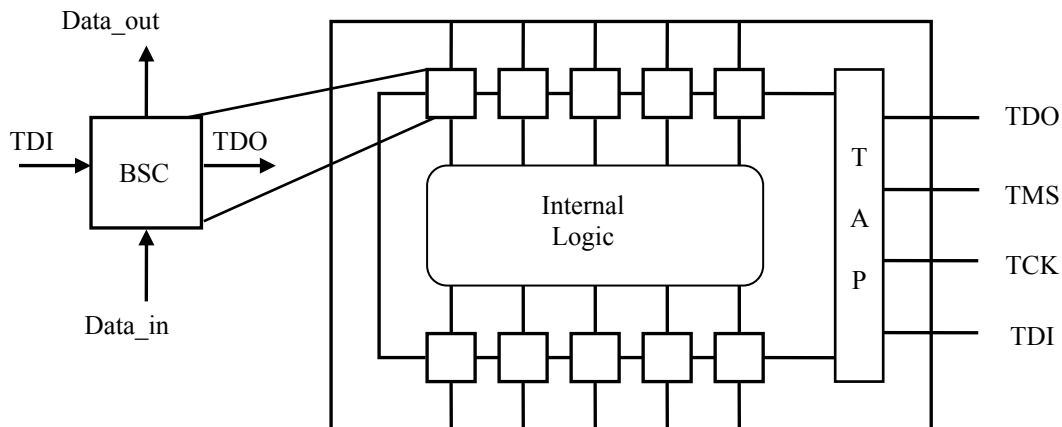 Data_out
TDI
TDO
BSC
Data_in
Internal
Logic
T
A
P
TDO
TMS
TCK
TDI